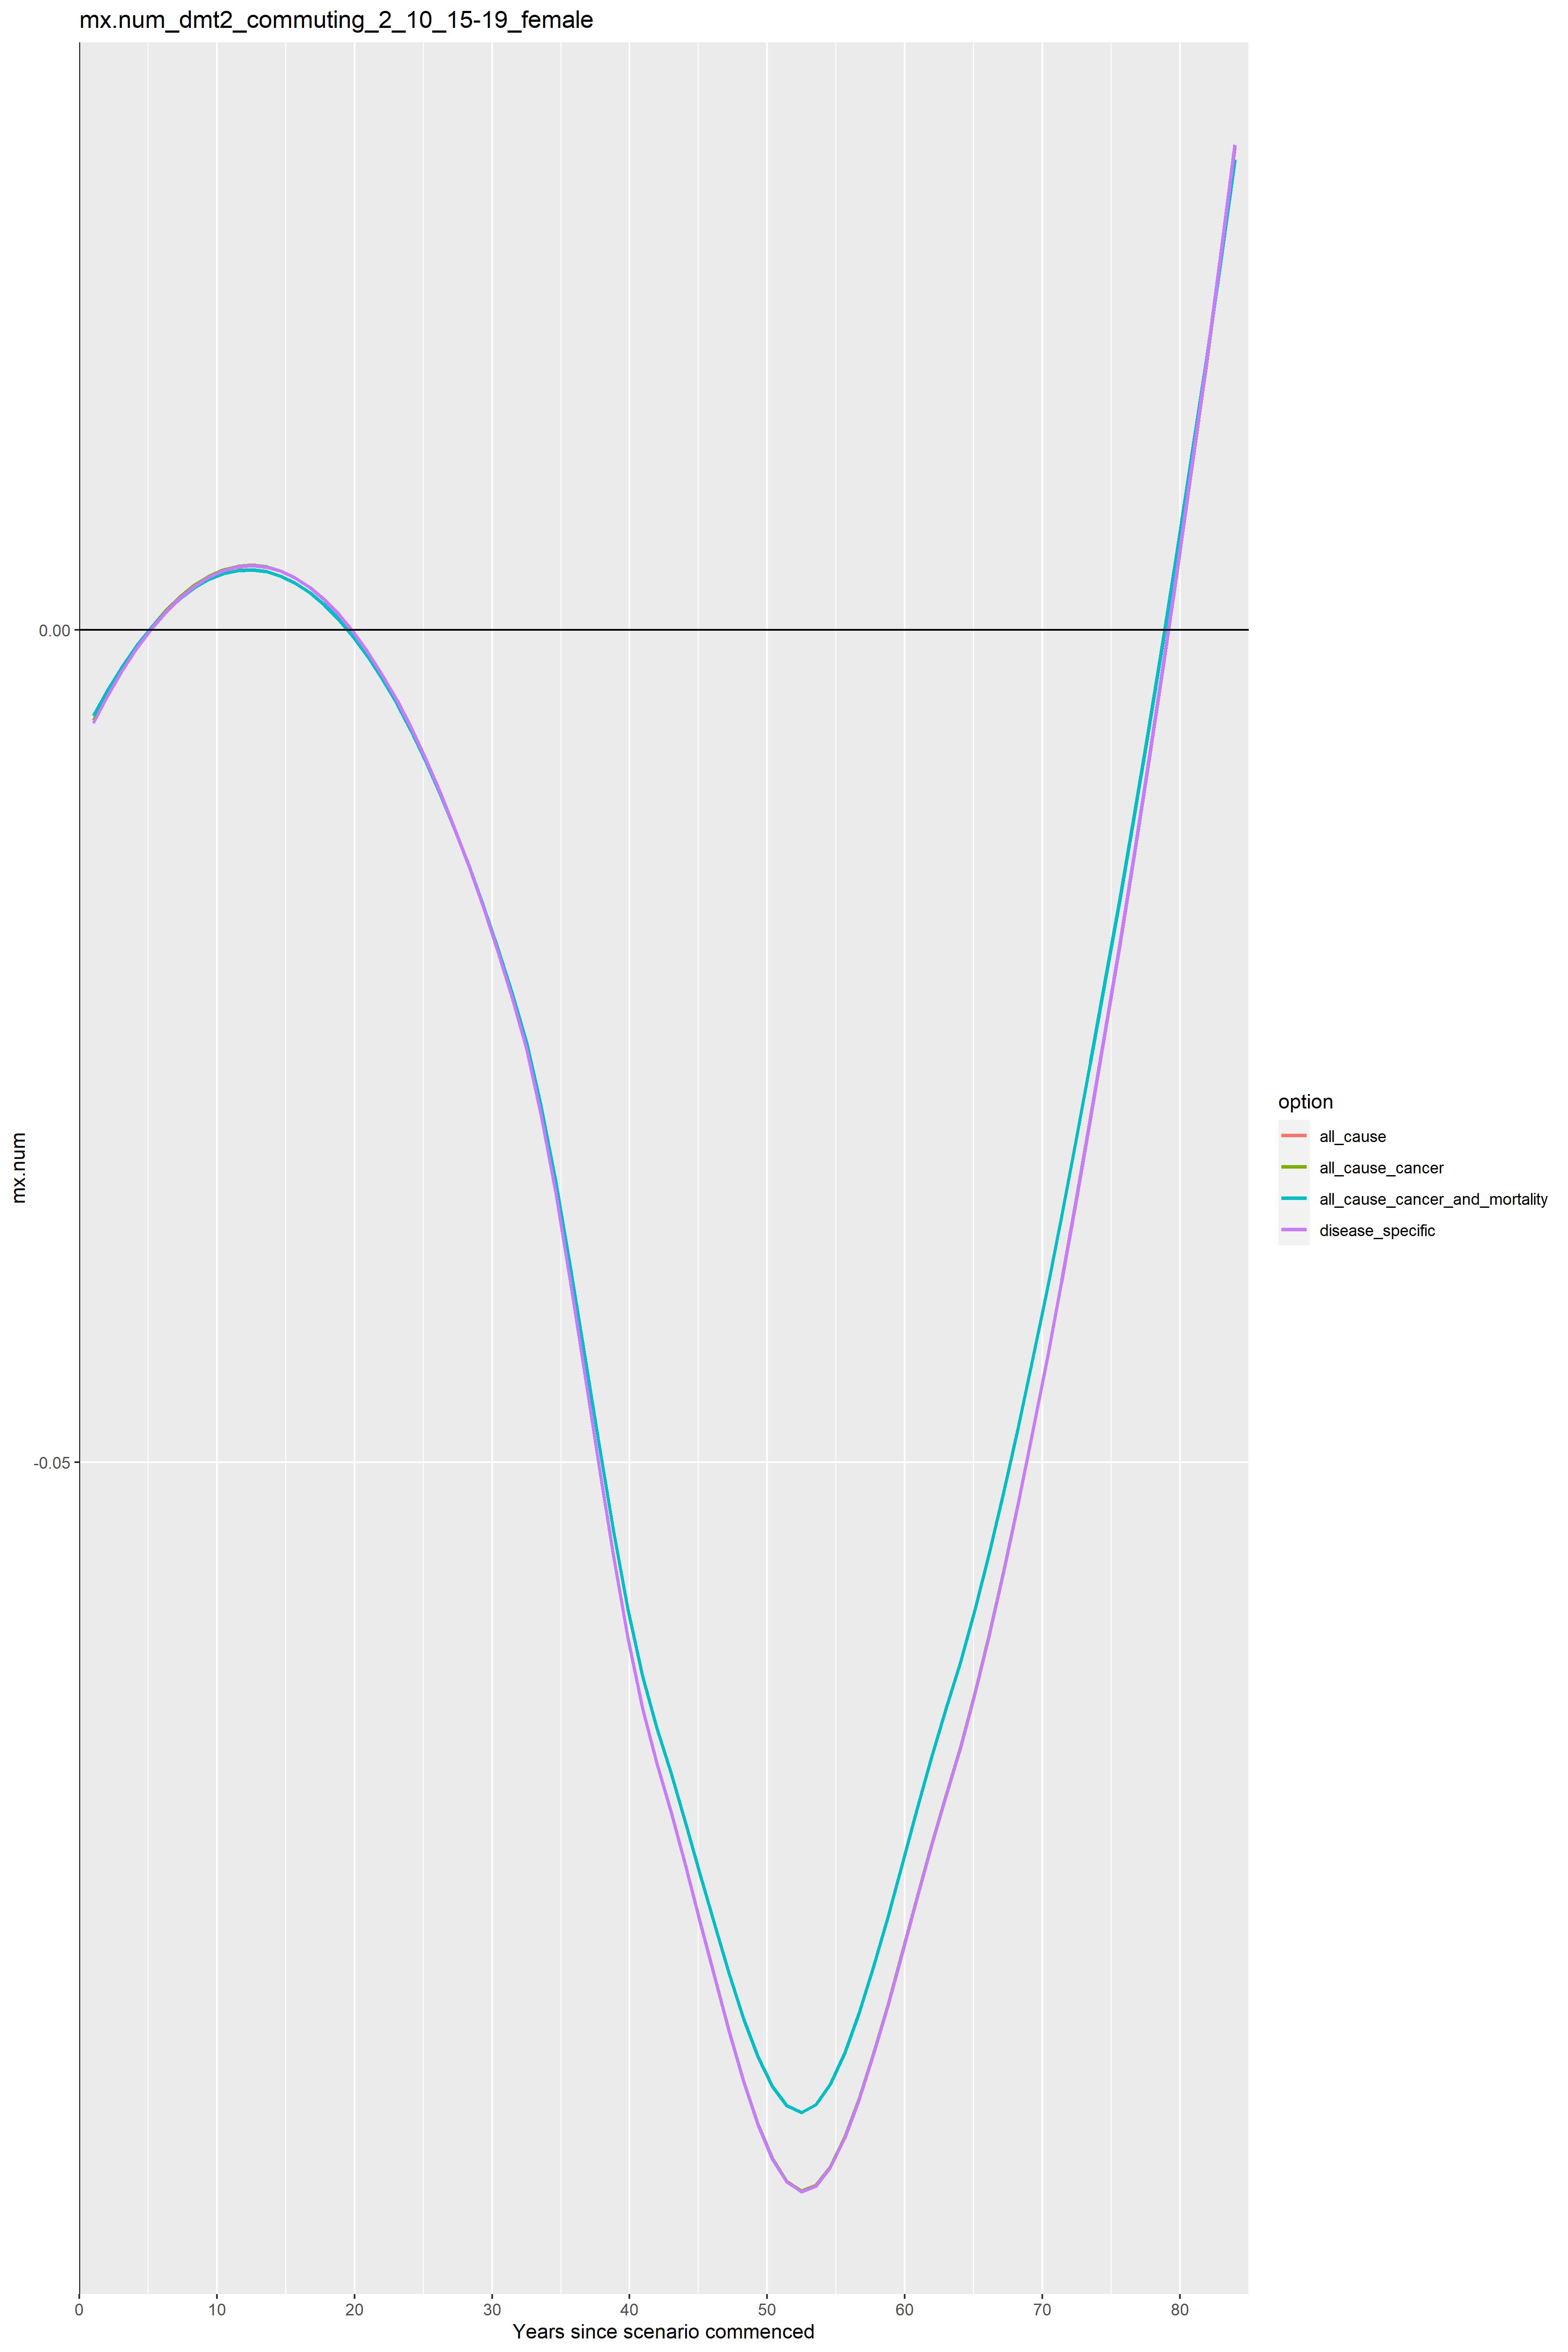 mx.num_dmt2_commuting_2_10_15-19_female
mx.num
0.00
-0.05
0 10 20 30 40 50 60 70 80
Years since scenario commenced
option
all_cause
all_cause_cancer
all_cause_cancer_and_mortality
disease_specific